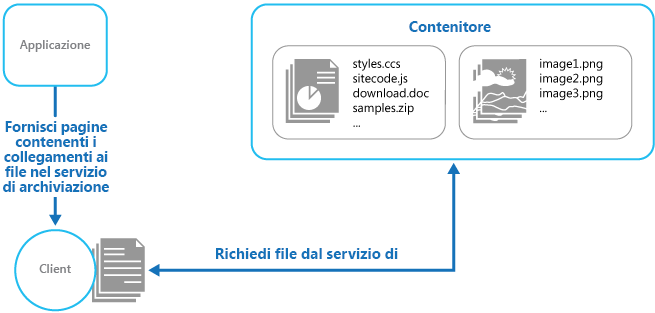 Applicazione
Fornisci pagine
contenenti i
collegamenti ai
file nel servizio
di archiviazione
Client
Contenitore
styles.ccs
sitecode.js
download.doc
samples.zip
...
image1.png
image2.png
image3.png
...
Richiedi file dal servizio di